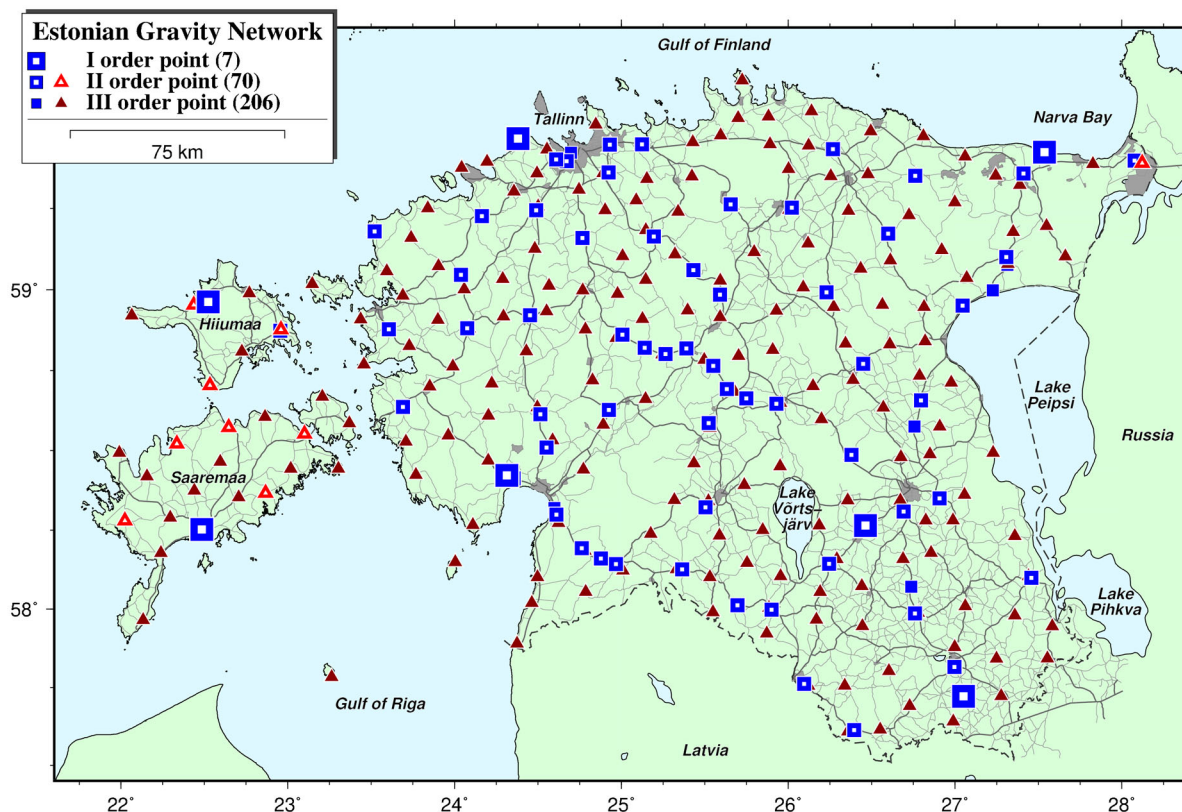 Estonian Gravity Network
I order point (7)
II order point (70)
III order point (206)
75 km
Gulf of Finland
Tallinn
Narva Bay
59°
Hiiumaa
Lake
Peipsi
Russia
Saaremaa
Lake
Võrts–
järv
58°
Lake
Pihkva
Gulf of Riga
Latvia
22° 23° 24° 25° 26° 27° 28°